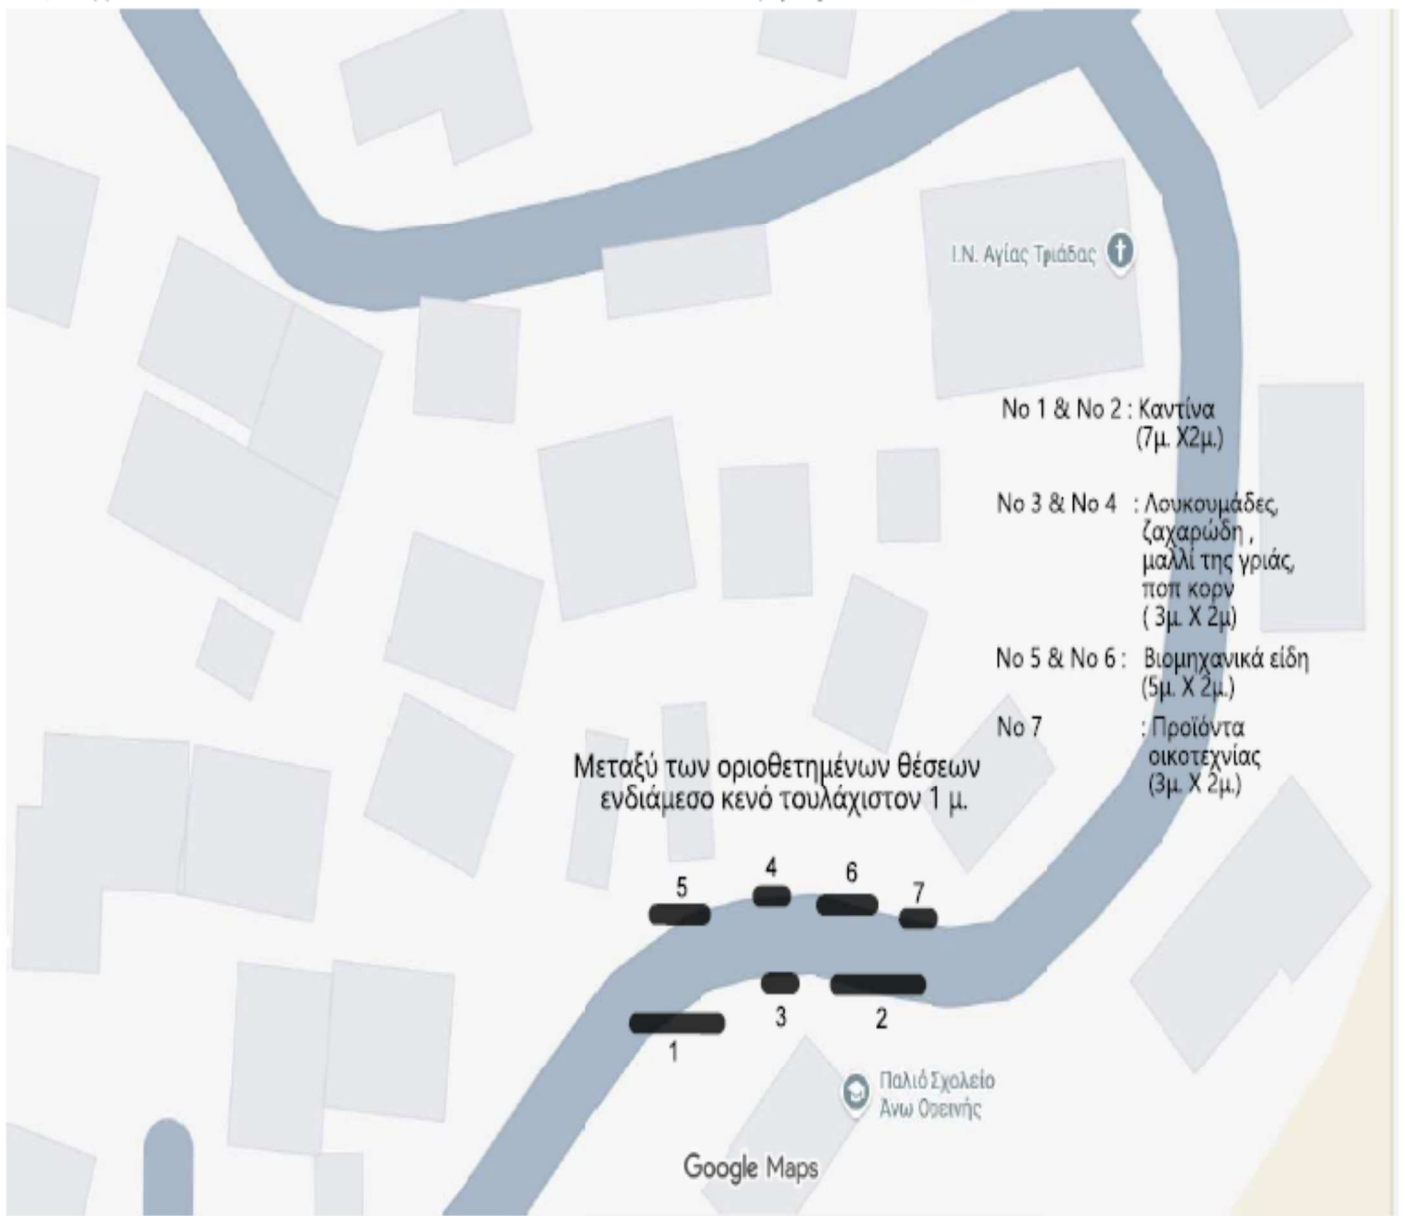 Ι.Ν. Αγίας Τριάδας
Νο 1 & Νο 2 : Καντίνα
(7μ. Χ2μ.)
Νο 3 & Νο 4 : Λουκουμάδες,
ζαχαρώδη ,
μαλλί της γριάς,
ποπ κορν
( 3μ. Χ 2μ)
Νο 5 & Νο 6 : Βιομηχανικά είδη
(5μ. Χ 2μ.)
Νο 7 : Προϊόντα
οικοτεχνίας
(3μ. Χ 2μ.)
Μεταξύ των οριοθετημένων θέσεων
ενδιάμεσο κενό τουλάχιστον 1 μ.
5
4
6
7
1
3
2
Παλιό Σχολείο
Άνω Ορεινής
Google Maps